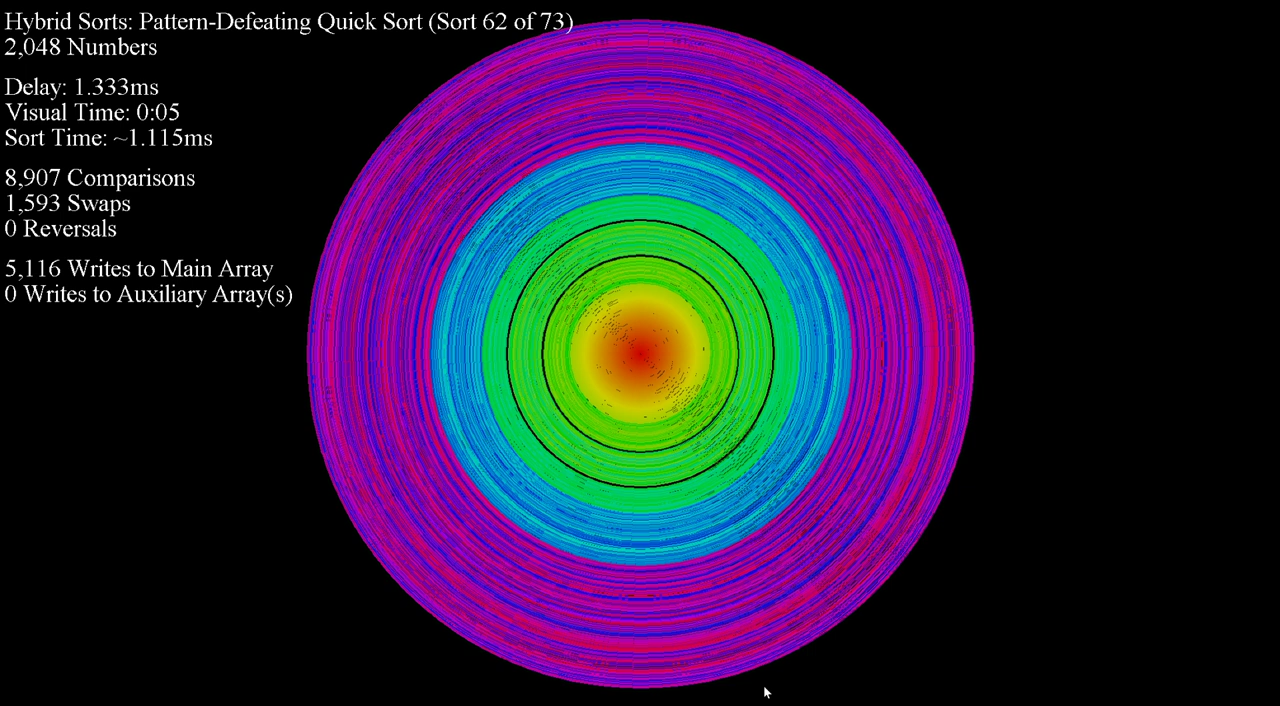 Hybrid Sorts: Pattern-Defeating Quick Sort (Sort 62 of 73)
2,048 Numbers
Delay: 1.333ms
Visual Time: 0:05
Sort Time: ~1.115ms
8,907 Comparisons
1,593 Swaps
0 Reversals
5,116 Writes to Main Array
0 Writes to Auxiliary Array(s)